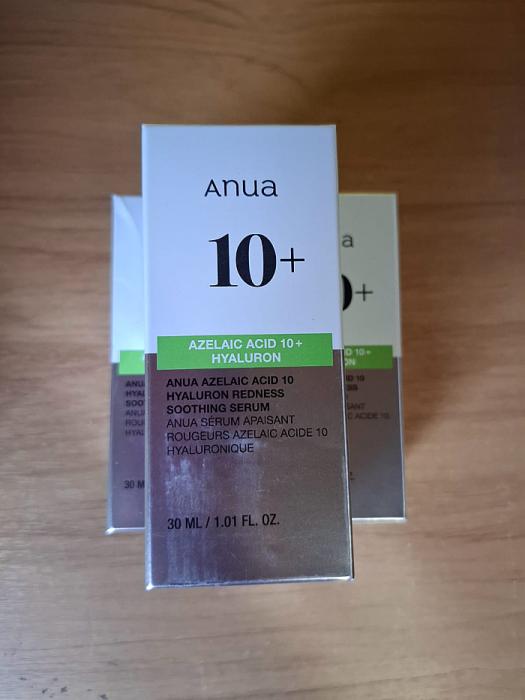 Anua
10+
AZELAIC ACID 10+
HYALURON
ANUA AZELAIC ACID 10
HYALURON REDNESS
SOOTHING SERUM
ANUA SÉRUM APAISANT
ROUGEURS AZELAIC ACIDE 10
HYALURONIQUE
30 ML / 1.01 FL. OZ.